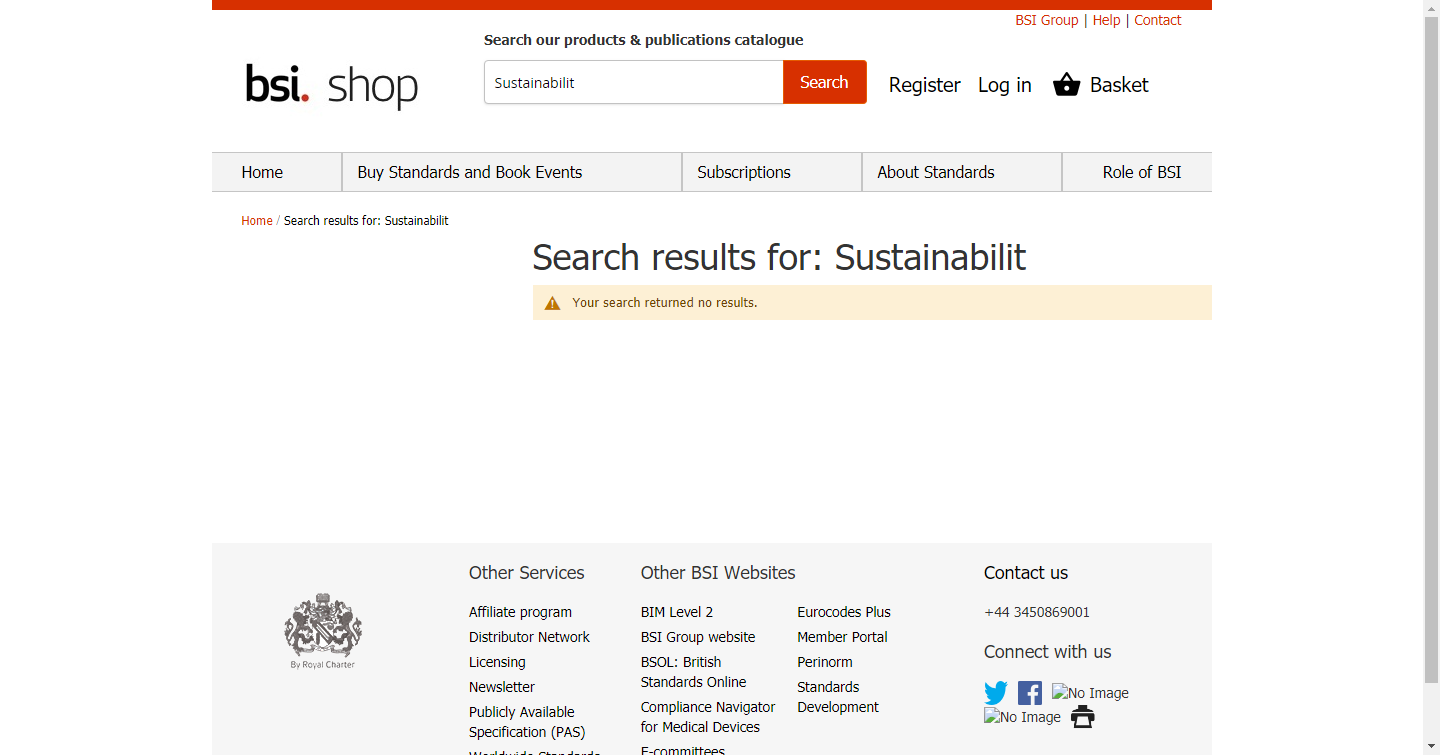 BSI Group | Help | Contact
Search our products & publications catalogue
bsi. shop
Sustainabilit
Search
Register
Log in
Basket
Home
Buy Standards and Book Events
Subscriptions
About Standards
Role of BSI
Home / Search results for: Sustainabilit
Search results for: Sustainabilit
Your search returned no results.
By Royal Charter
Other Services
Affiliate program
Distributor Network
Licensing
Newsletter
Publicly Available
Specification (PAS)
Worldwide Standards
Other BSI Websites
BIM Level 2
BSI Group website
BSOL: British
Standards Online
Compliance Navigator
for Medical Devices
E-committees
Eurocodes Plus
Member Portal
Perinorm
Standards
Development
Contact us
+44 3450869001
Connect with us
No Image
No Image